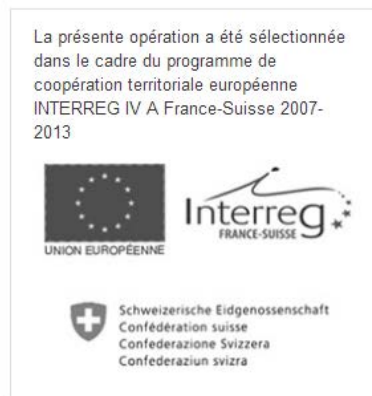 La présente opération a été sélectionnée
dans le cadre du programme de
coopération territoriale européenne
INTERREG IV A France-Suisse 2007-
2013
UNION EUROPÉENNE
Interreg
FRANCE-SUISSE
Schweizerische Eidgenossenschaft
Confédération suisse
Confederazione Svizzera
Confederaziun svizra